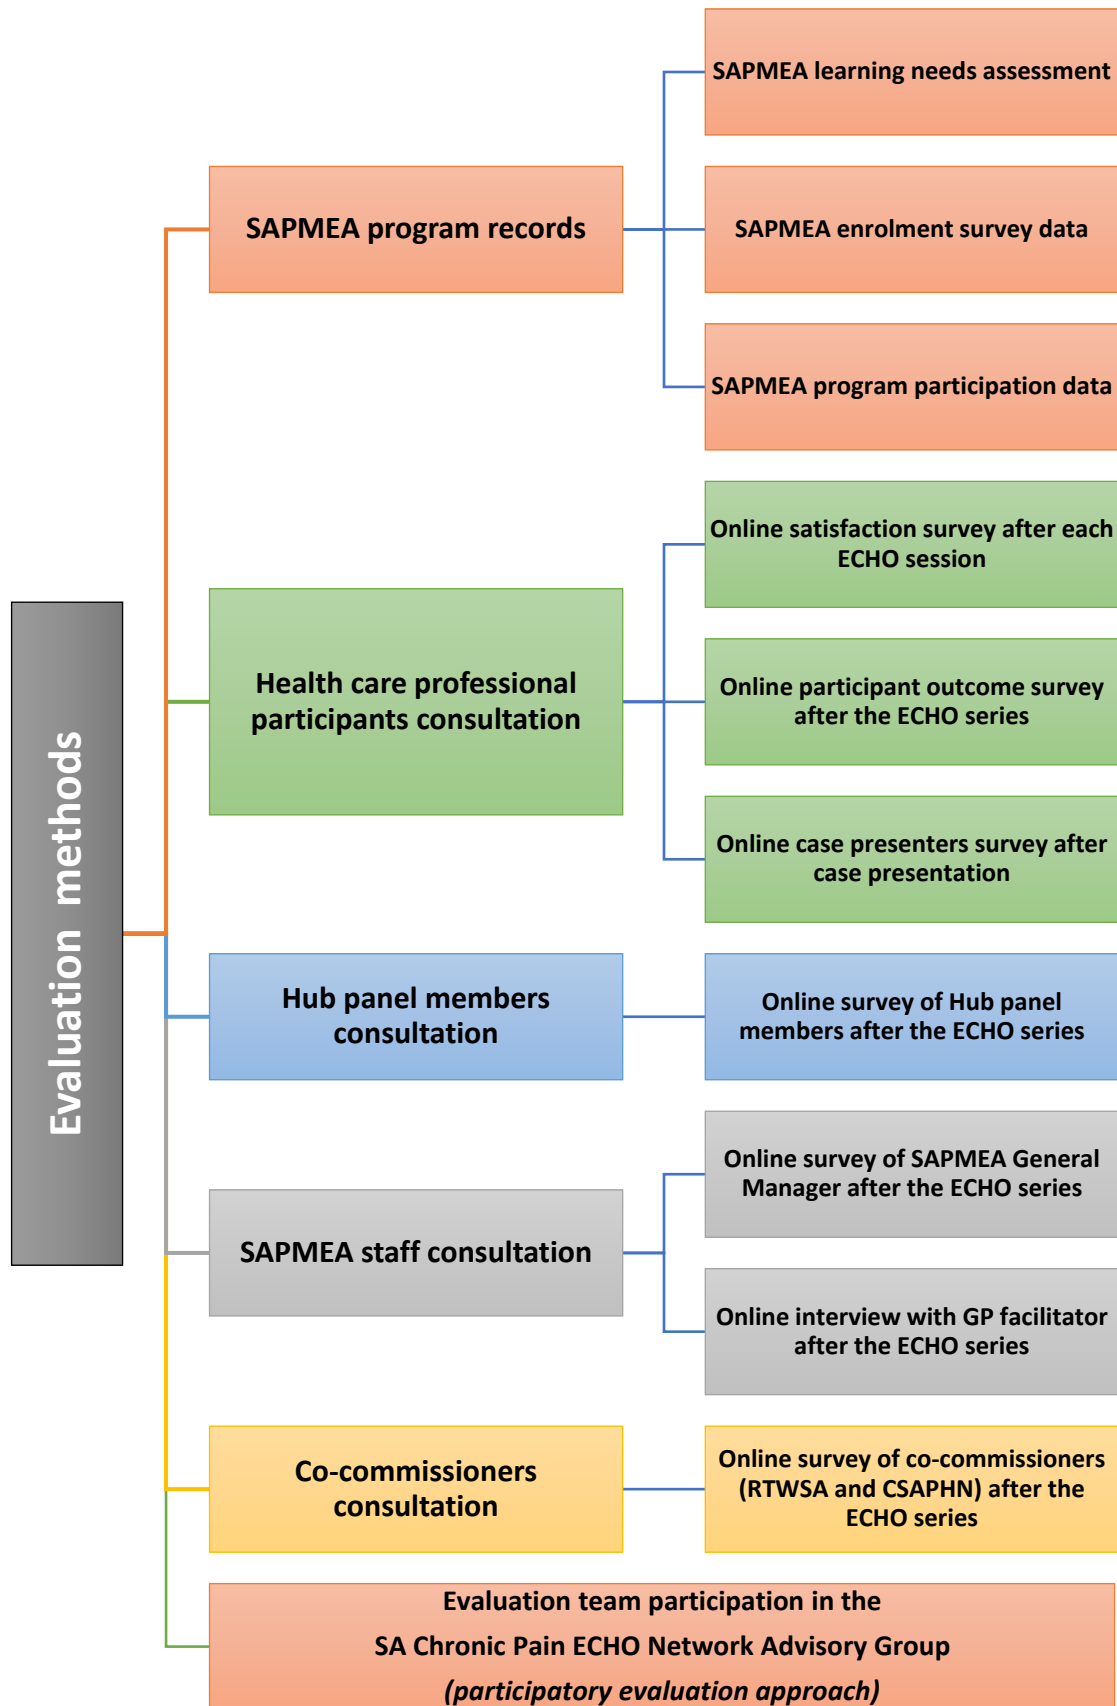 Evaluation methods
SAPMEA program records
SAPMEA learning needs assessment
SAPMEA enrolment survey data
SAPMEA program participation data
Health care professional
participants consultation
Online satisfaction survey after each
ECHO session
Online participant outcome survey
after the ECHO series
Online case presenters survey after
case presentation
Hub panel members
consultation
Online survey of Hub panel
members after the ECHO series
SAPMEA staff consultation
Online survey of SAPMEA General
Manager after the ECHO series
Online interview with GP facilitator
after the ECHO series
Co-commissioners
consultation
Online survey of co-commissioners
(RTWSA and CSAPHN) after the
ECHO series
Evaluation team participation in the
SA Chronic Pain ECHO Network Advisory Group
(participatory evaluation approach)